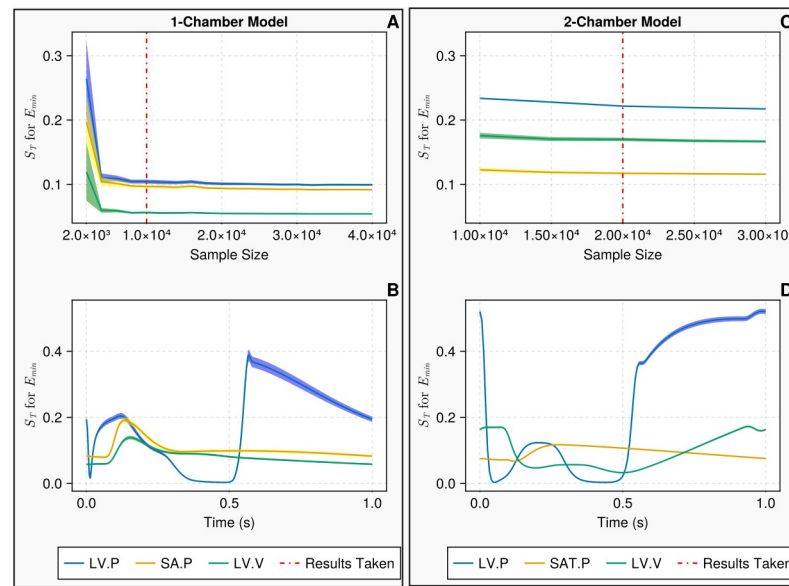 1-Chamber Model
A
S_T for E_min
0.3
0.2
0.1
2.0×10³ 1.0×10⁴ 2.0×10⁴ 3.0×10⁴ 4.0×10⁴
Sample Size
B
S_T for E_min
0.4
0.2
0.0
0.0 0.5 1.0
Time (s)
LV.P SA.P LV.V Results Taken
2-Chamber Model
C
S_T for E_min
0.3
0.2
0.1
1.00×10⁴ 1.50×10⁴ 2.00×10⁴ 2.50×10⁴ 3.00×10
Sample Size
D
S_T for E_min
0.4
0.2
0.0
0.0 0.5 1.0
Time (s)
LV.P SAT.P LV.V Results Taken